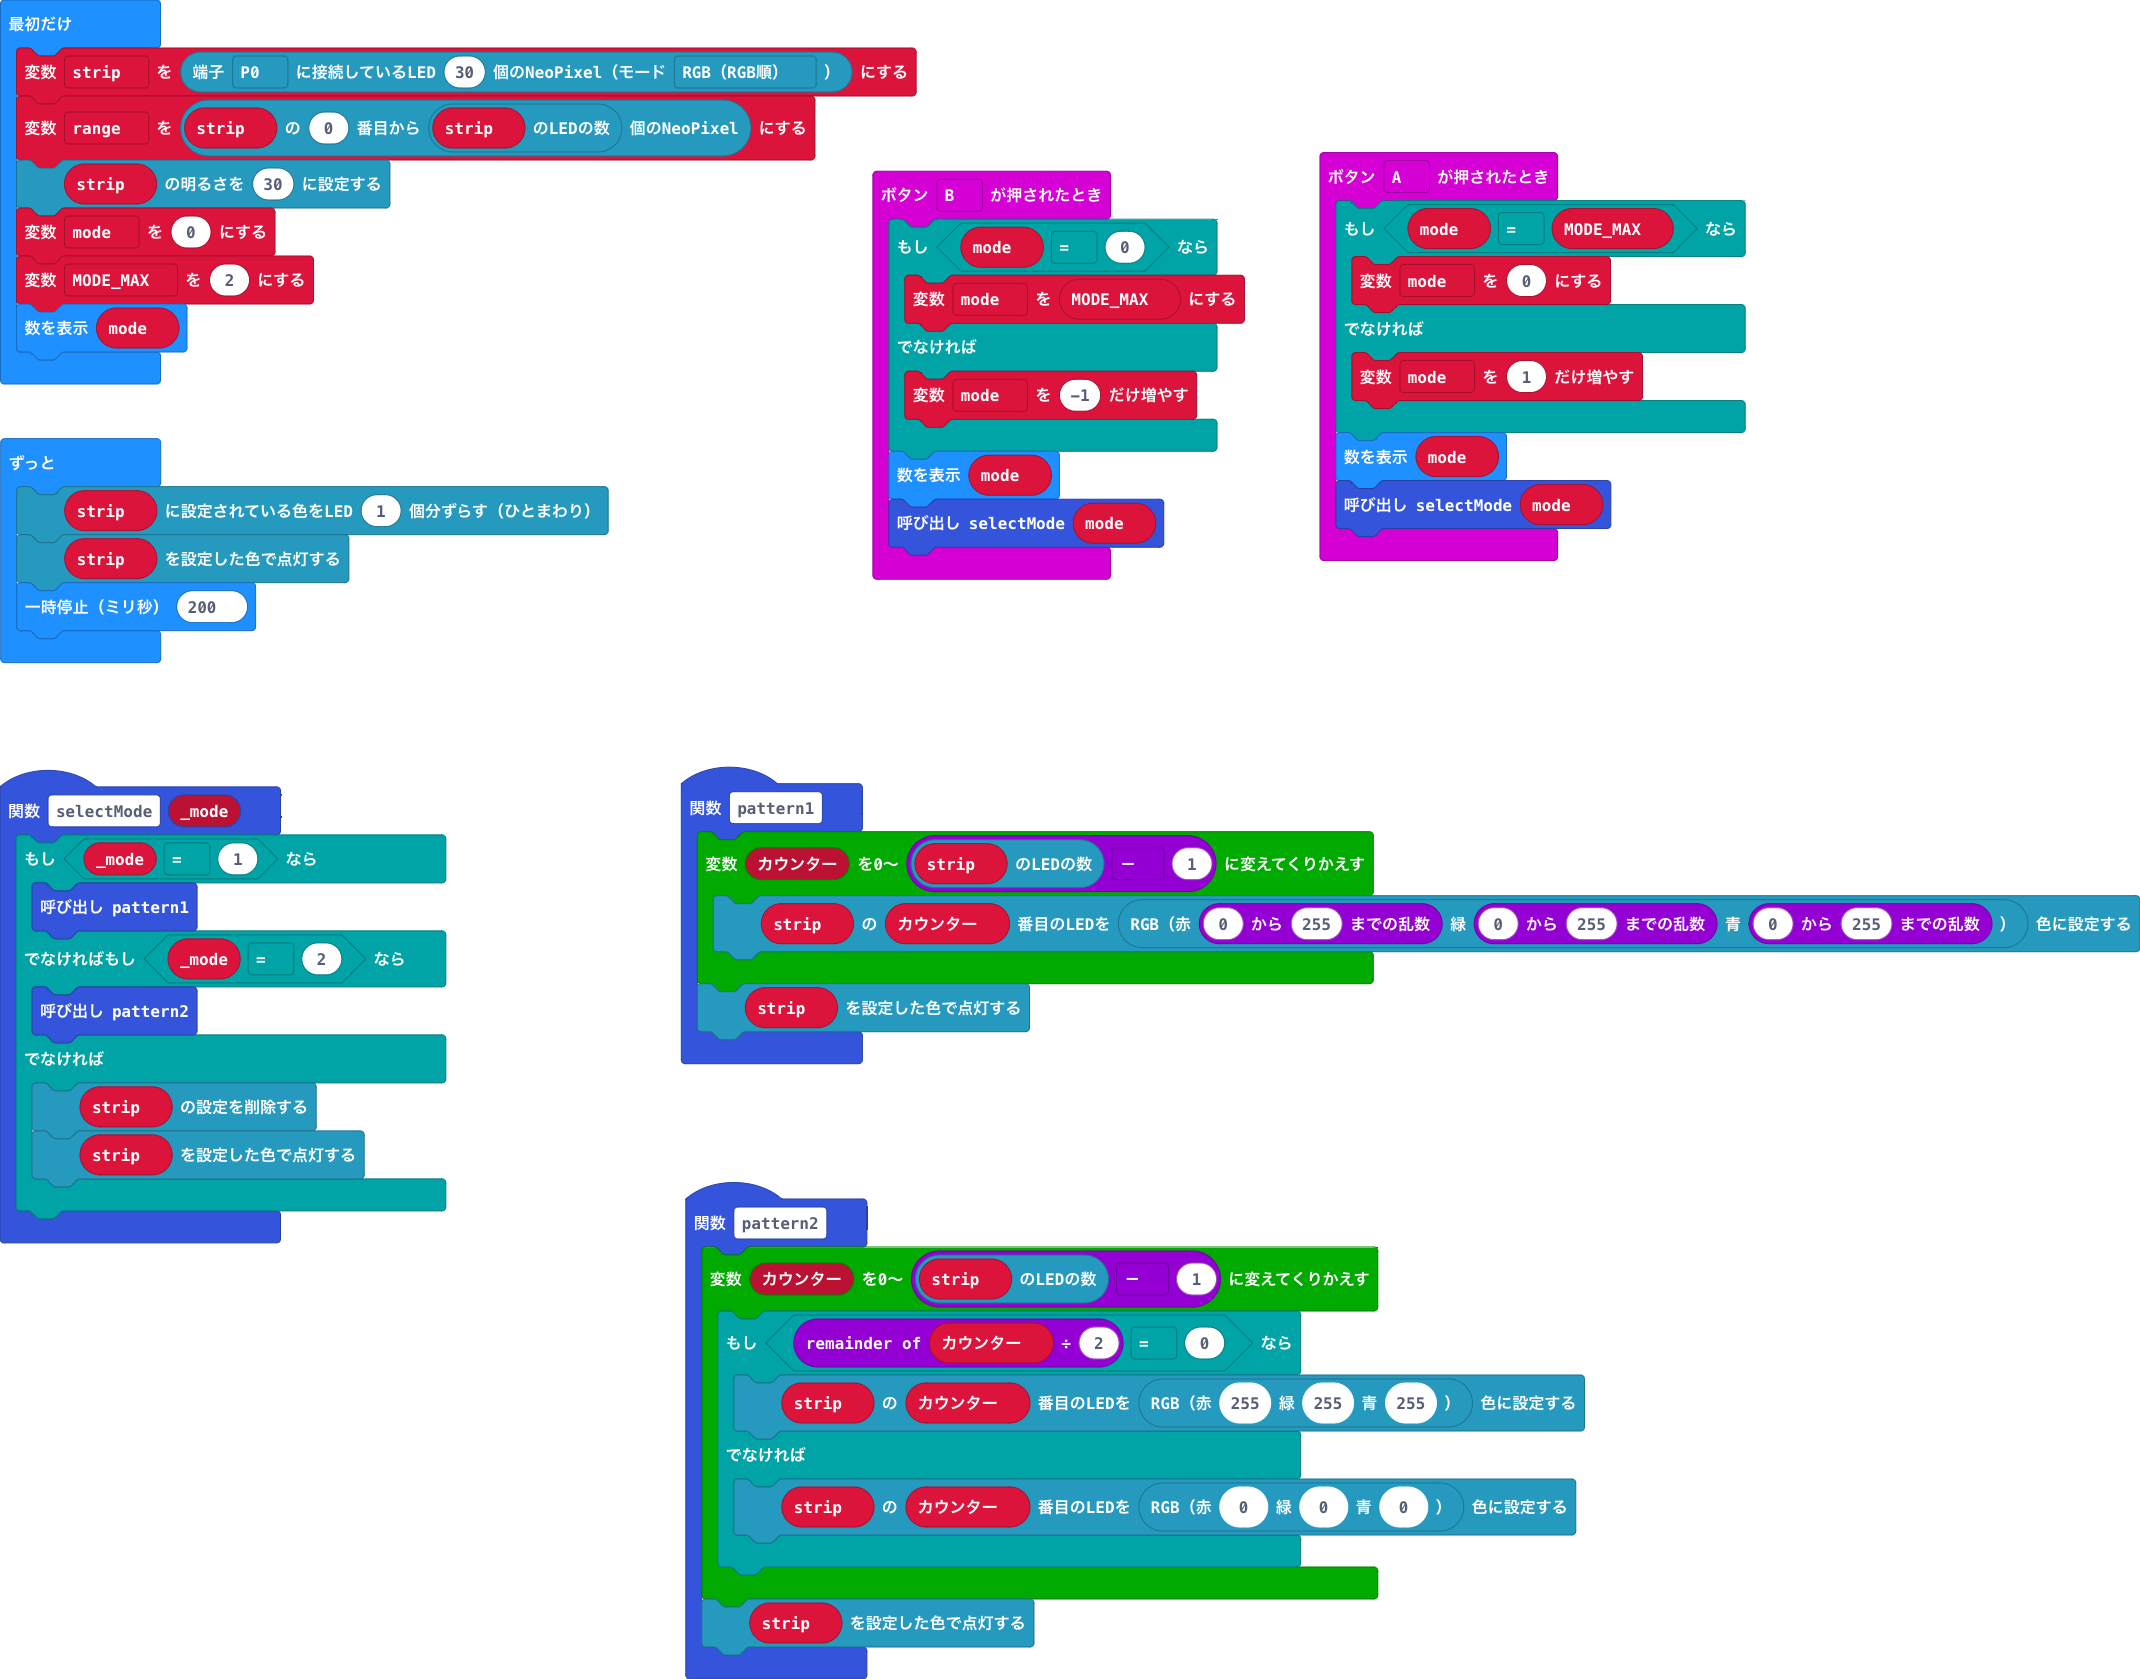 最初だけ
変数 strip を 端子 P0 に接続しているLED 30 個のNeoPixel（モード RGB（RGB順） ） にする
変数 range を strip の 0 番目から strip のLEDの数 個のNeoPixel にする
strip の明るさを 30 に設定する
変数 mode を 0 にする
変数 MODE_MAX を 2 にする
数を表示 mode
ずっと
strip に設定されている色をLED 1 個分ずらす（ひとまわり）
strip を設定した色で点灯する
一時停止（ミリ秒） 200
ボタン B が押されたとき
もし mode = 0 なら
変数 mode を MODE_MAX にする
でなければ
変数 mode を −1 だけ増やす
数を表示 mode
呼び出し selectMode mode
ボタン A が押されたとき
もし mode = MODE_MAX なら
変数 mode を 0 にする
でなければ
変数 mode を 1 だけ増やす
数を表示 mode
呼び出し selectMode mode
関数 selectMode _mode
もし _mode = 1 なら
呼び出し pattern1
でなければもし _mode = 2 なら
呼び出し pattern2
でなければ
strip の設定を削除する
strip を設定した色で点灯する
関数 pattern1
変数 カウンター を0～ strip のLEDの数 − 1 に変えてくりかえす
strip の カウンター 番目のLEDを RGB（赤 0 から 255 までの乱数 緑 0 から 255 までの乱数 青 0 から 255 までの乱数 ） 色に設定する
strip を設定した色で点灯する
関数 pattern2
変数 カウンター を0～ strip のLEDの数 − 1 に変えてくりかえす
もし remainder of カウンター ÷ 2 = 0 なら
strip の カウンター 番目のLEDを RGB（赤 255 緑 255 青 255 ） 色に設定する
でなければ
strip の カウンター 番目のLEDを RGB（赤 0 緑 0 青 0 ） 色に設定する
strip を設定した色で点灯する